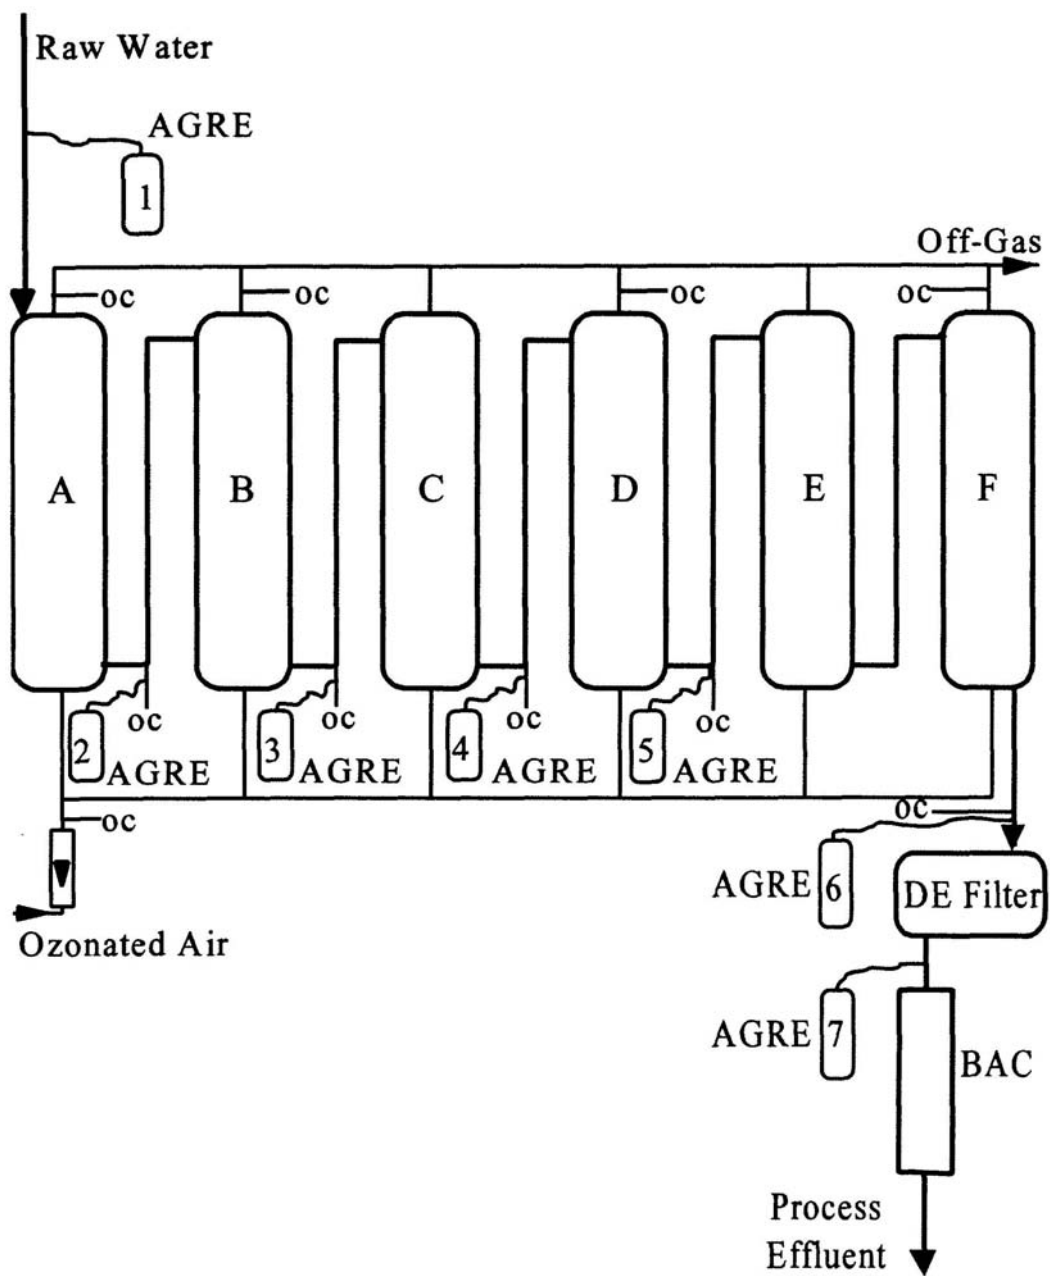 Raw Water
AGRE
1
Off-Gas
oc
oc
oc
oc
A
B
C
D
E
F
oc
oc
oc
oc
2
AGRE
3
AGRE
4
AGRE
5
AGRE
oc
oc
AGRE
6
DE Filter
Ozonated Air
AGRE
7
BAC
Process
Effluent